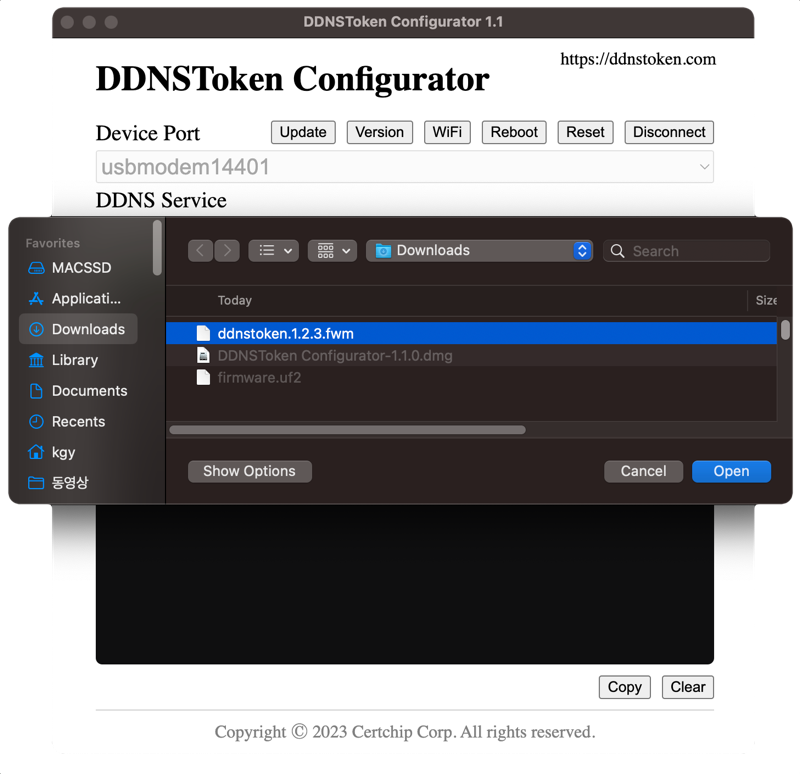 DDNSToken Configurator 1.1
https://ddnstoken.com
DDNSToken Configurator
Device Port Update Version WiFi Reboot Reset Disconnect
usbmodem14401
DDNS Service
Favorites
MACSSD
Applicati...
Downloads
Library
Documents
Recents
kgy
동영상
Downloads Search
Today Size
ddnstoken.1.2.3.fwm
DDNSToken Configurator-1.1.0.dmg
firmware.uf2
Show Options Cancel Open
Copy Clear
Copyright © 2023 Certchip Corp. All rights reserved.